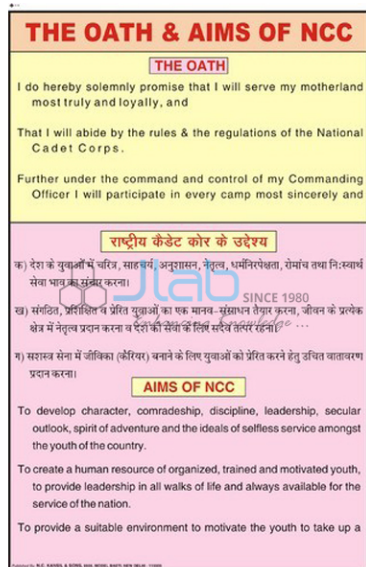 THE OATH & AIMS OF NCC
THE OATH
I do hereby solemnly promise that I will serve my motherland
most truly and loyally, and
That I will abide by the rules & the regulations of the National
Cadet Corps.
Further under the command and control of my Commanding
Officer I will participate in every camp most sincerely and
राष्ट्रीय कैडेट कोर के उद्देश्य
क) देश के युवाओं में चरित्र, साहचर्य, अनुशासन, नेतृत्व, धर्मनिरपेक्षता, रोमांच तथा निःस्वार्थ
सेवा भाव का संचार करना।
ख) संगठित, प्रशिक्षित व प्रेरित युवाओं का एक मानव-संसाधन तैयार करना, जीवन के प्रत्येक
क्षेत्र में नेतृत्व प्रदान करना व देश की सेवा के लिए सदैव तत्पर रहना।
ग) सशस्त्र सेना में जीविका (कैरियर) बनाने के लिए युवाओं को प्रेरित करने हेतु उचित वातावरण
प्रदान करना।
Jlab
SINCE 1980
Enhancing Knowledge ...
AIMS OF NCC
To develop character, comradeship, discipline, leadership, secular
outlook, spirit of adventure and the ideals of selfless service amongst
the youth of the country.
To create a human resource of organized, trained and motivated youth,
to provide leadership in all walks of life and always available for the
service of the nation.
To provide a suitable environment to motivate the youth to take up a